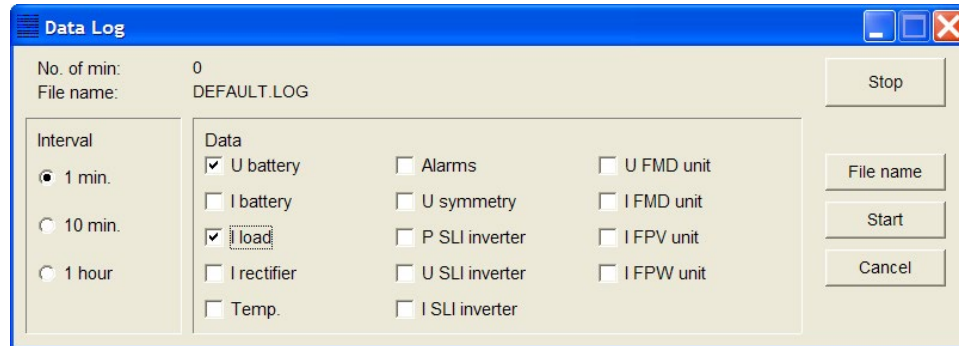 Data Log
No. of min: 0
File name: DEFAULT.LOG
Stop
Interval
1 min.
10 min.
1 hour
Data
U battery Alarms U FMD unit
I battery U symmetry I FMD unit
I load P SLI inverter I FPV unit
I rectifier U SLI inverter I FPW unit
Temp. I SLI inverter
File name
Start
Cancel